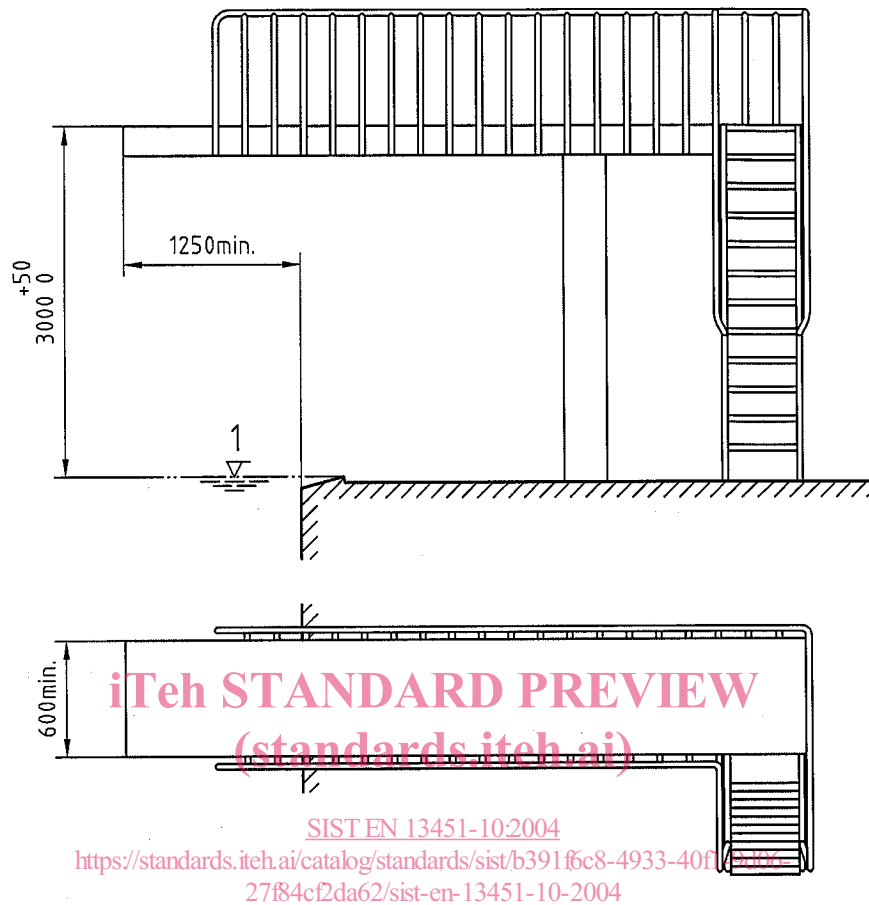 1250min.
+50
3000 0
1
600min.
iTeh STANDARD PREVIEW
(standards.iteh.ai)
SIST EN 13451-10:2004
https://standards.iteh.ai/catalog/standards/sist/b391f6c8-4933-40f1-9d06-
27f84cf2da62/sist-en-13451-10-2004